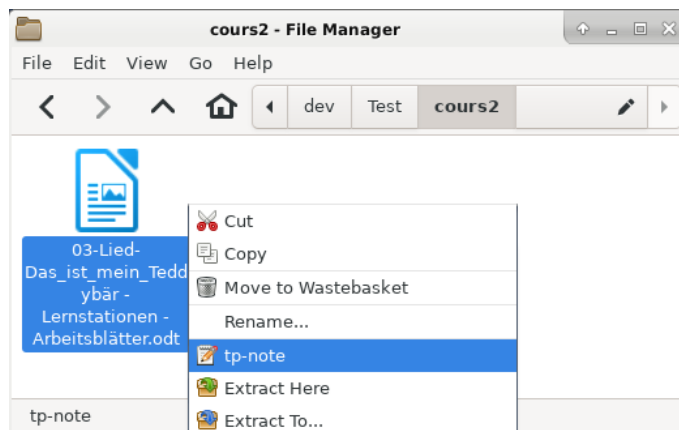 cours2 - File Manager
File Edit View Go Help
dev Test cours2
03-Lied-
Das_ist_mein_Tedd
ybär -
Lernstationen -
Arbeitsblätter.odt
Cut
Copy
Move to Wastebasket
Rename...
tp-note
Extract Here
Extract To...
tp-note